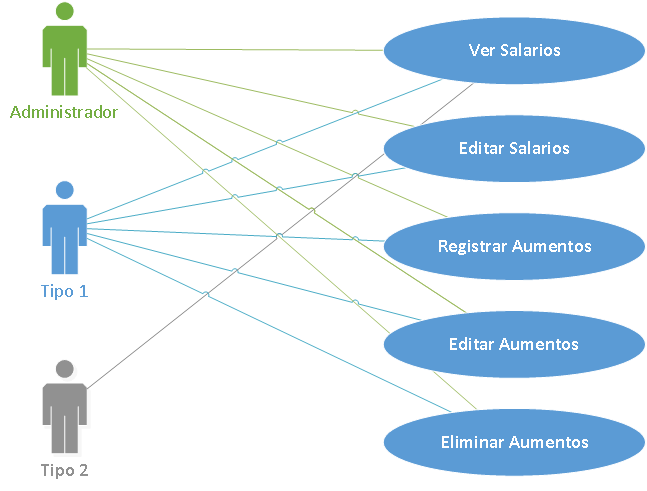 Administrador
Tipo 1
Tipo 2
Ver Salarios
Editar Salarios
Registrar Aumentos
Editar Aumentos
Eliminar Aumentos